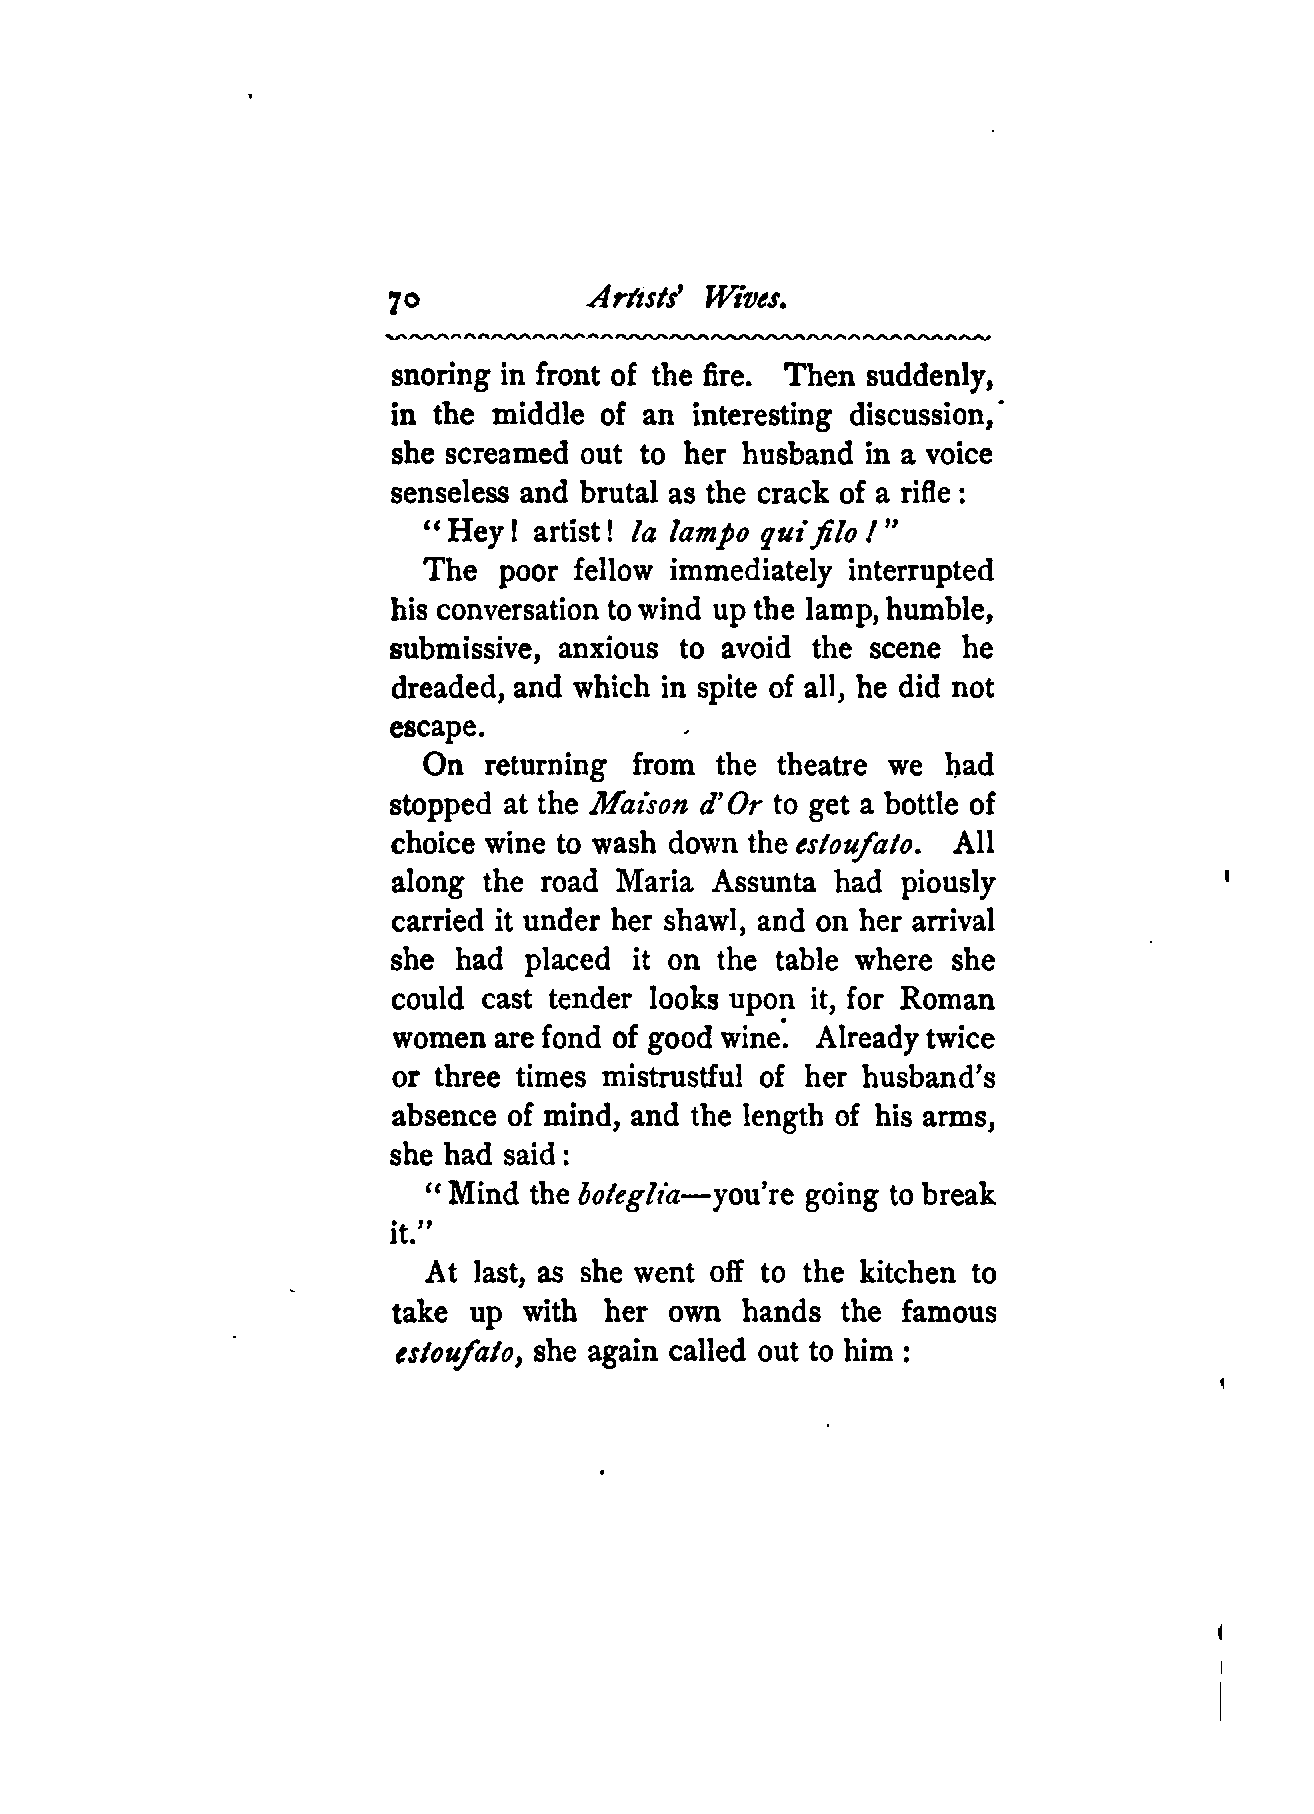 70 Artists' Wives.
snoring in front of the fire. Then suddenly,
in the middle of an interesting discussion,
she screamed out to her husband in a voice
senseless and brutal as the crack of a rifle :
“ Hey ! artist ! la lampo qui filo ! ”
The poor fellow immediately interrupted
his conversation to wind up the lamp, humble,
submissive, anxious to avoid the scene he
dreaded, and which in spite of all, he did not
escape.
On returning from the theatre we had
stopped at the Maison d’Or to get a bottle of
choice wine to wash down the estoufato. All
along the road Maria Assunta had piously
carried it under her shawl, and on her arrival
she had placed it on the table where she
could cast tender looks upon it, for Roman
women are fond of good wine. Already twice
or three times mistrustful of her husband's
absence of mind, and the length of his arms,
she had said :
“ Mind the boteglia—you're going to break
it.”
At last, as she went off to the kitchen to
take up with her own hands the famous
estoufato, she again called out to him :